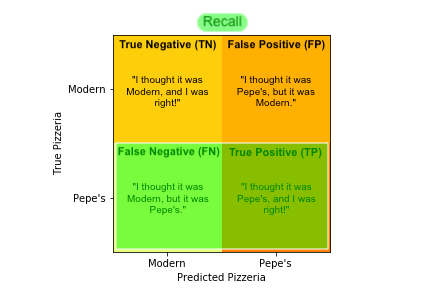 Recall
True Negative (TN)
False Positive (FP)
"I thought it was
Modern, and I was
right!"
"I thought it was
Pepe's, but it was
Modern."
Modern
True Pizzeria
False Negative (FN)
True Positive (TP)
"I thought it was
Modern, but it was
Pepe's."
"I thought it was
Pepe's, and I was
right!"
Pepe's
Modern
Pepe's
Predicted Pizzeria